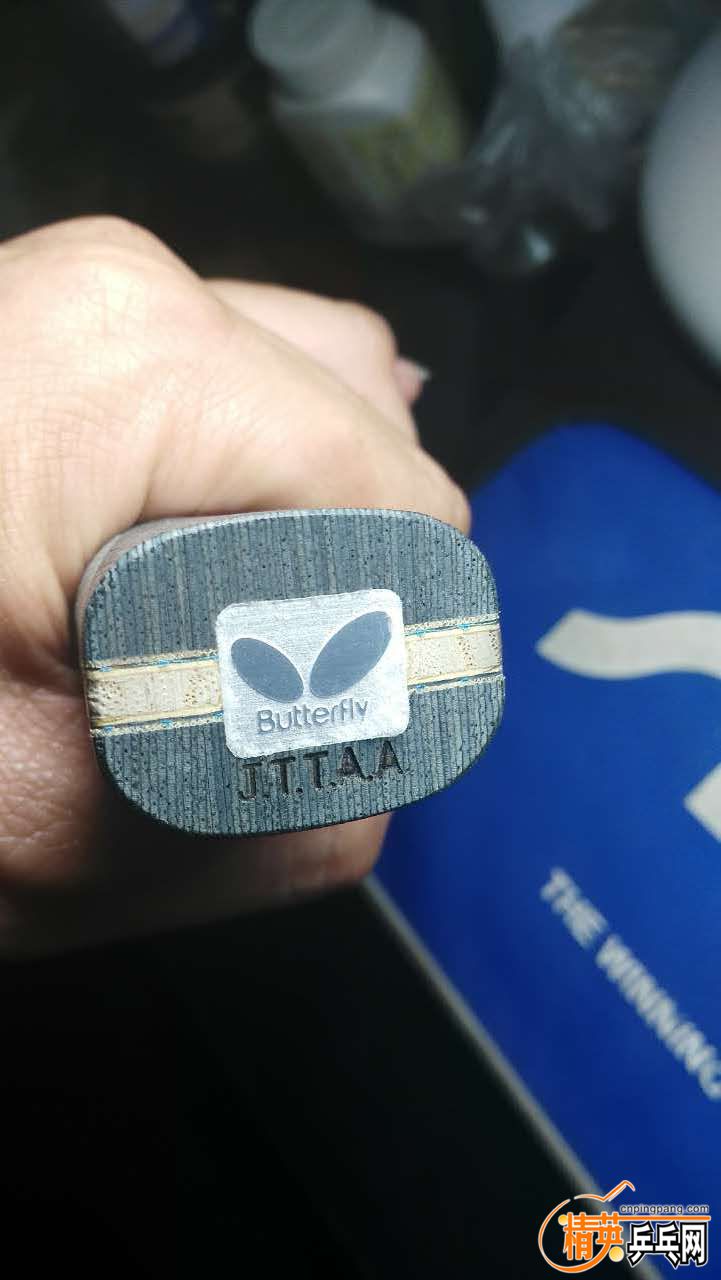 Butterfly
J.T.T.A.A
THE WINNING
cnpingpang.com
精英乒乓网